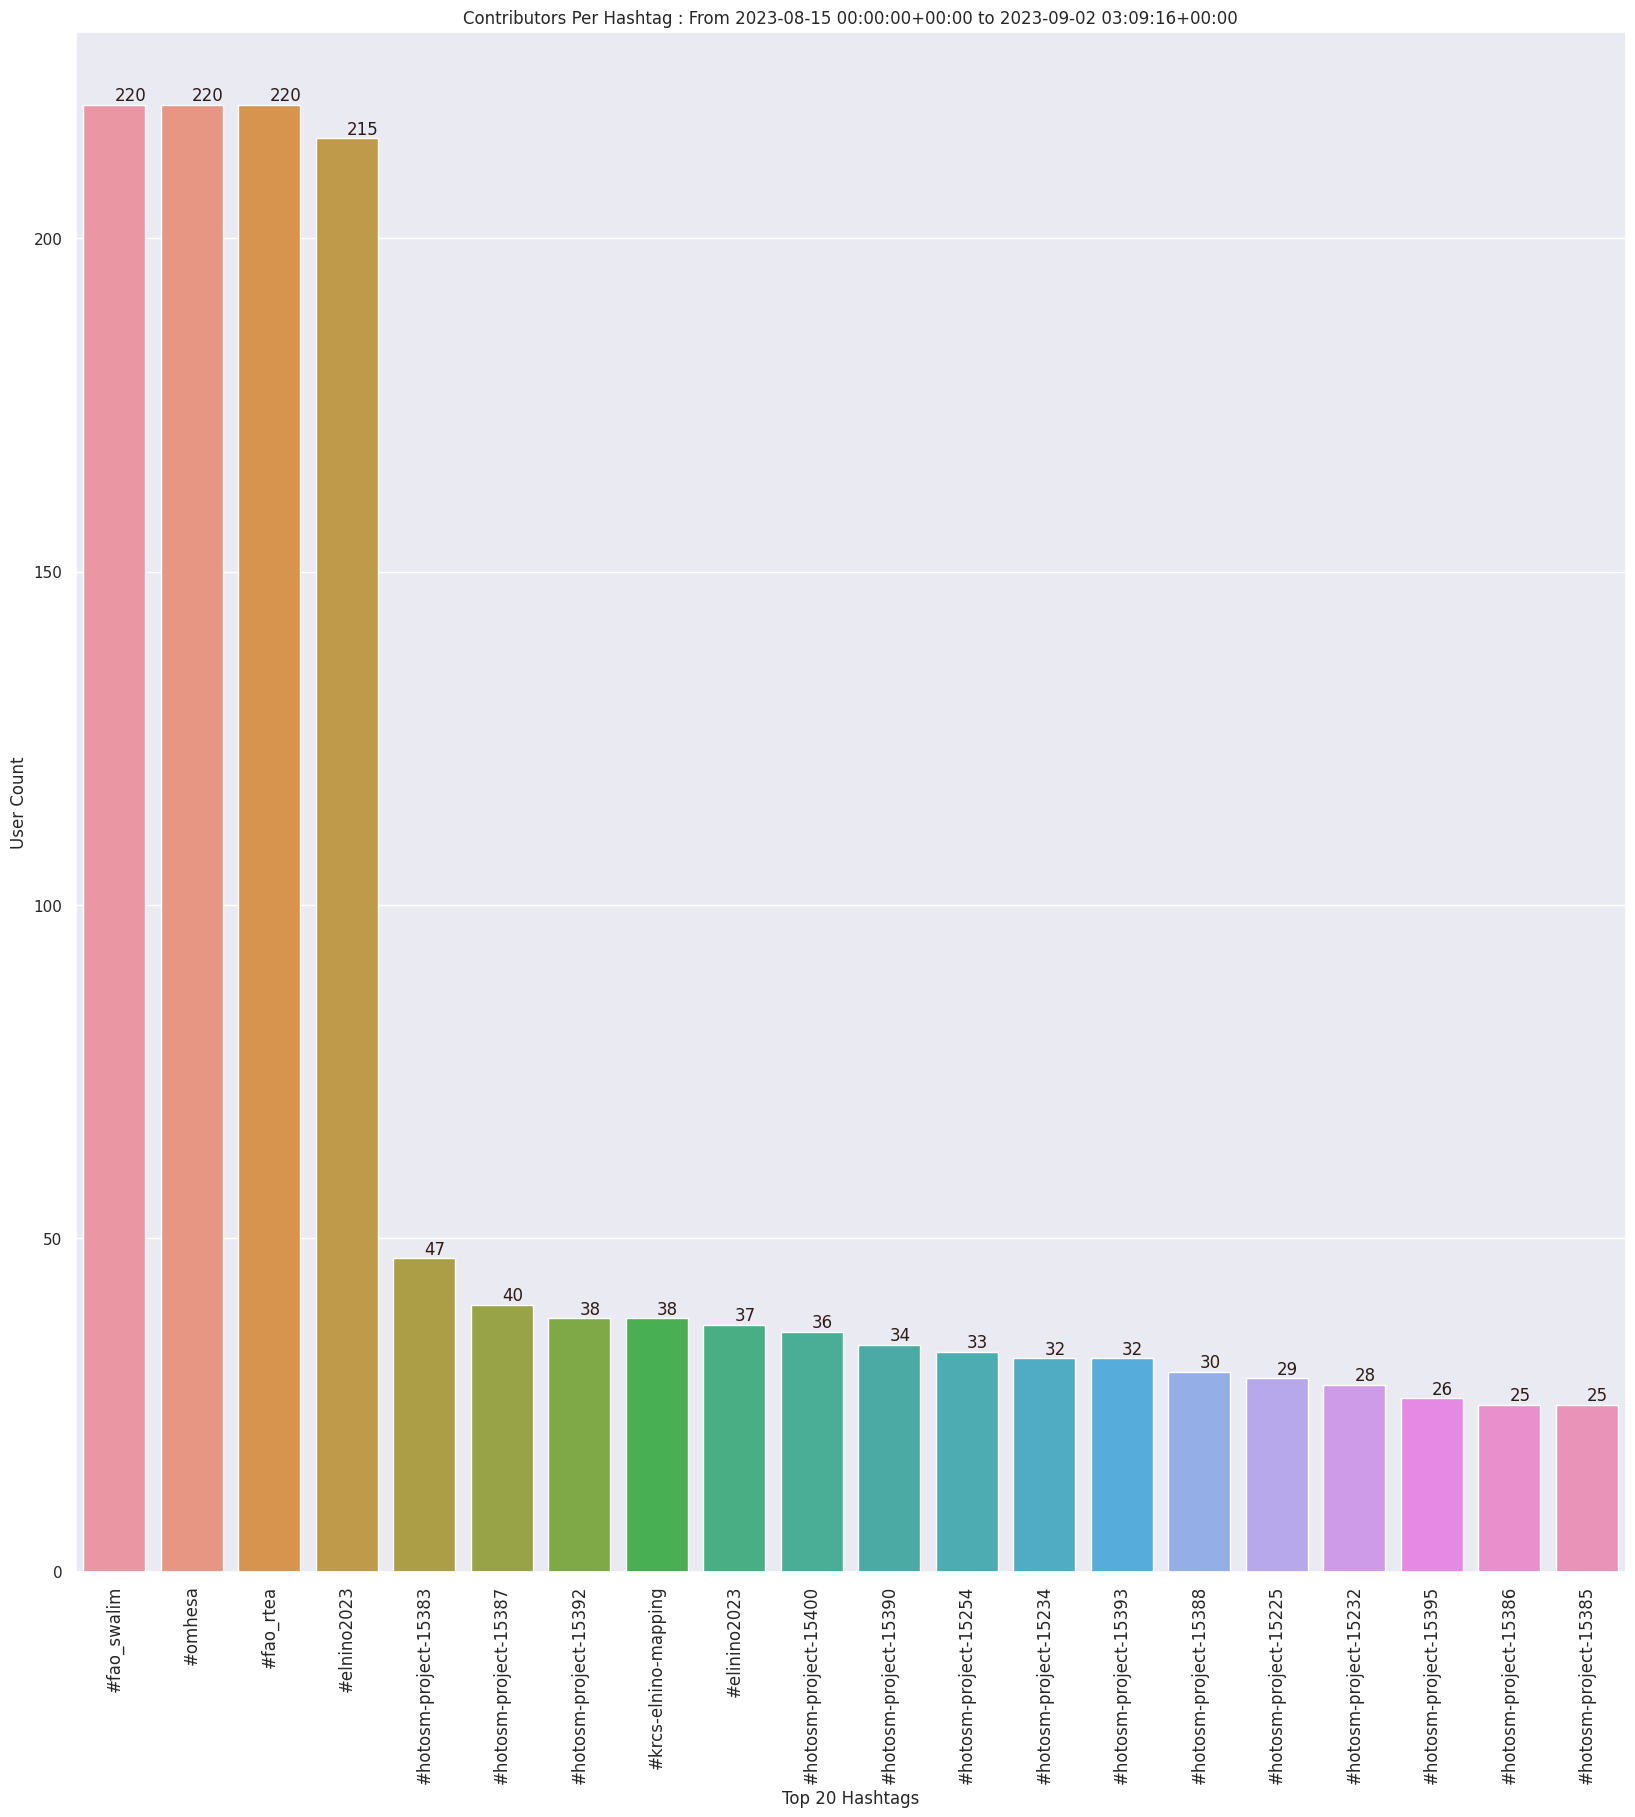 Contributors Per Hashtag : From 2023-08-15 00:00:00+00:00 to 2023-09-02 03:09:16+00:00
User Count
200
150
100
50
0
220
220
220
215
47
40
38
38
37
36
34
33
32
32
30
29
28
26
25
25
#fao_swalim
#omhesa
#fao_rtea
#elnino2023
#hotosm-project-15383
#hotosm-project-15387
#hotosm-project-15392
#krcs-elnino-mapping
#elinino2023
#hotosm-project-15400
#hotosm-project-15390
#hotosm-project-15254
#hotosm-project-15234
#hotosm-project-15393
#hotosm-project-15388
#hotosm-project-15225
#hotosm-project-15232
#hotosm-project-15395
#hotosm-project-15386
#hotosm-project-15385
Top 20 Hashtags